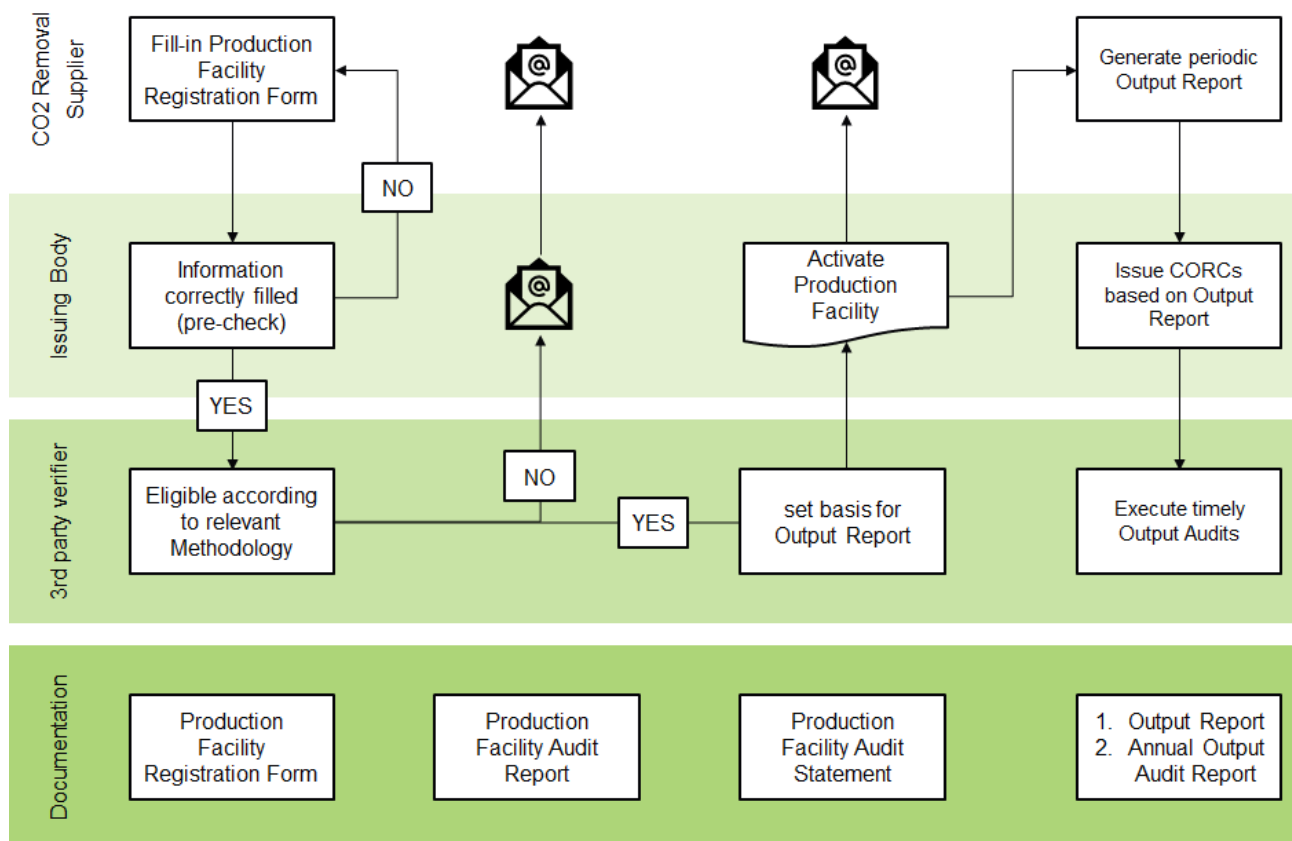 CO2 Removal
Supplier
Fill-in Production
Facility
Registration Form
@
@
Generate periodic
Output Report
NO
Issuing Body
Information
correctly filled
(pre-check)
@
Activate
Production
Facility
Issue CORCs
based on Output
Report
YES
3rd party verifier
Eligible according
to relevant
Methodology
NO
YES
set basis for
Output Report
Execute timely
Output Audits
Documentation
Production
Facility
Registration Form
Production
Facility Audit
Report
Production
Facility Audit
Statement
1. Output Report
2. Annual Output
Audit Report